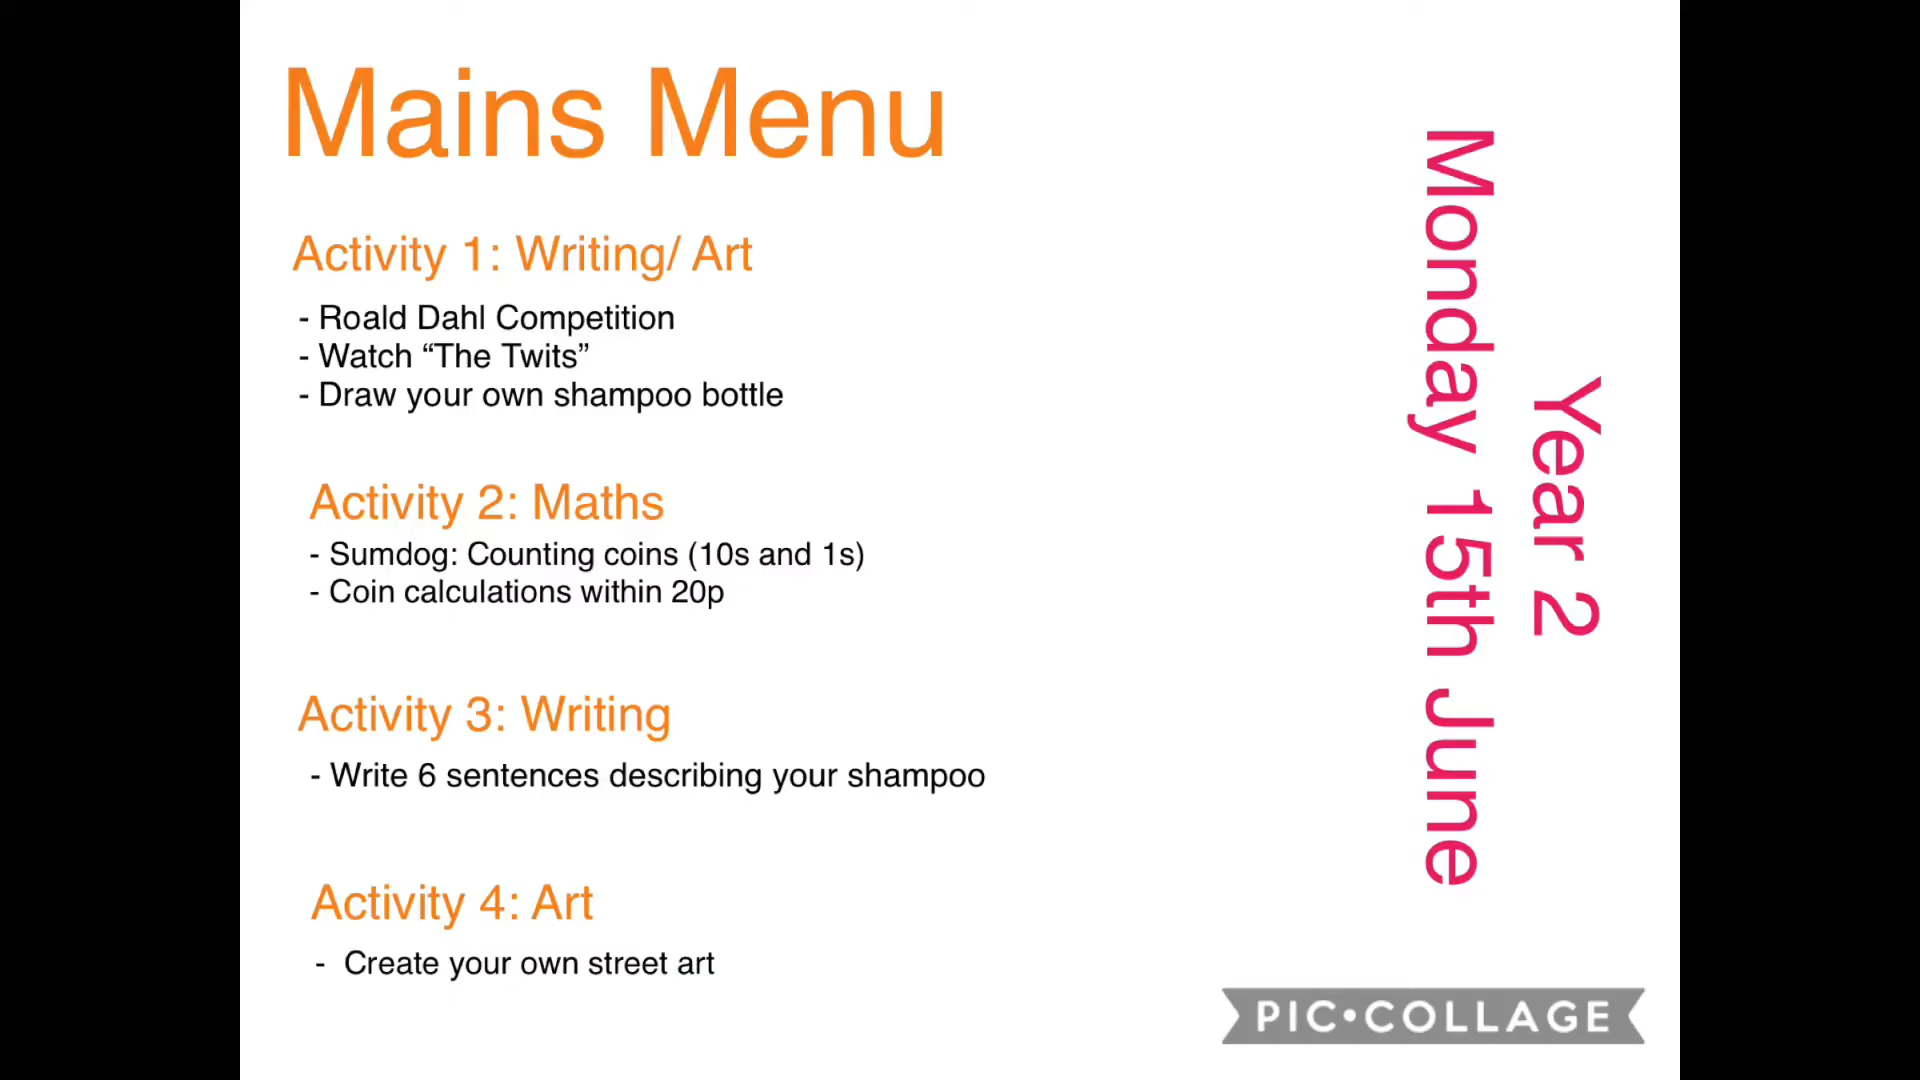 Mains Menu
Activity 1: Writing/ Art
- Roald Dahl Competition
- Watch “The Twits”
- Draw your own shampoo bottle
Activity 2: Maths
- Sumdog: Counting coins (10s and 1s)
- Coin calculations within 20p
Activity 3: Writing
- Write 6 sentences describing your shampoo
Activity 4: Art
- Create your own street art
Year 2
Monday 15th June
PIC•COLLAGE